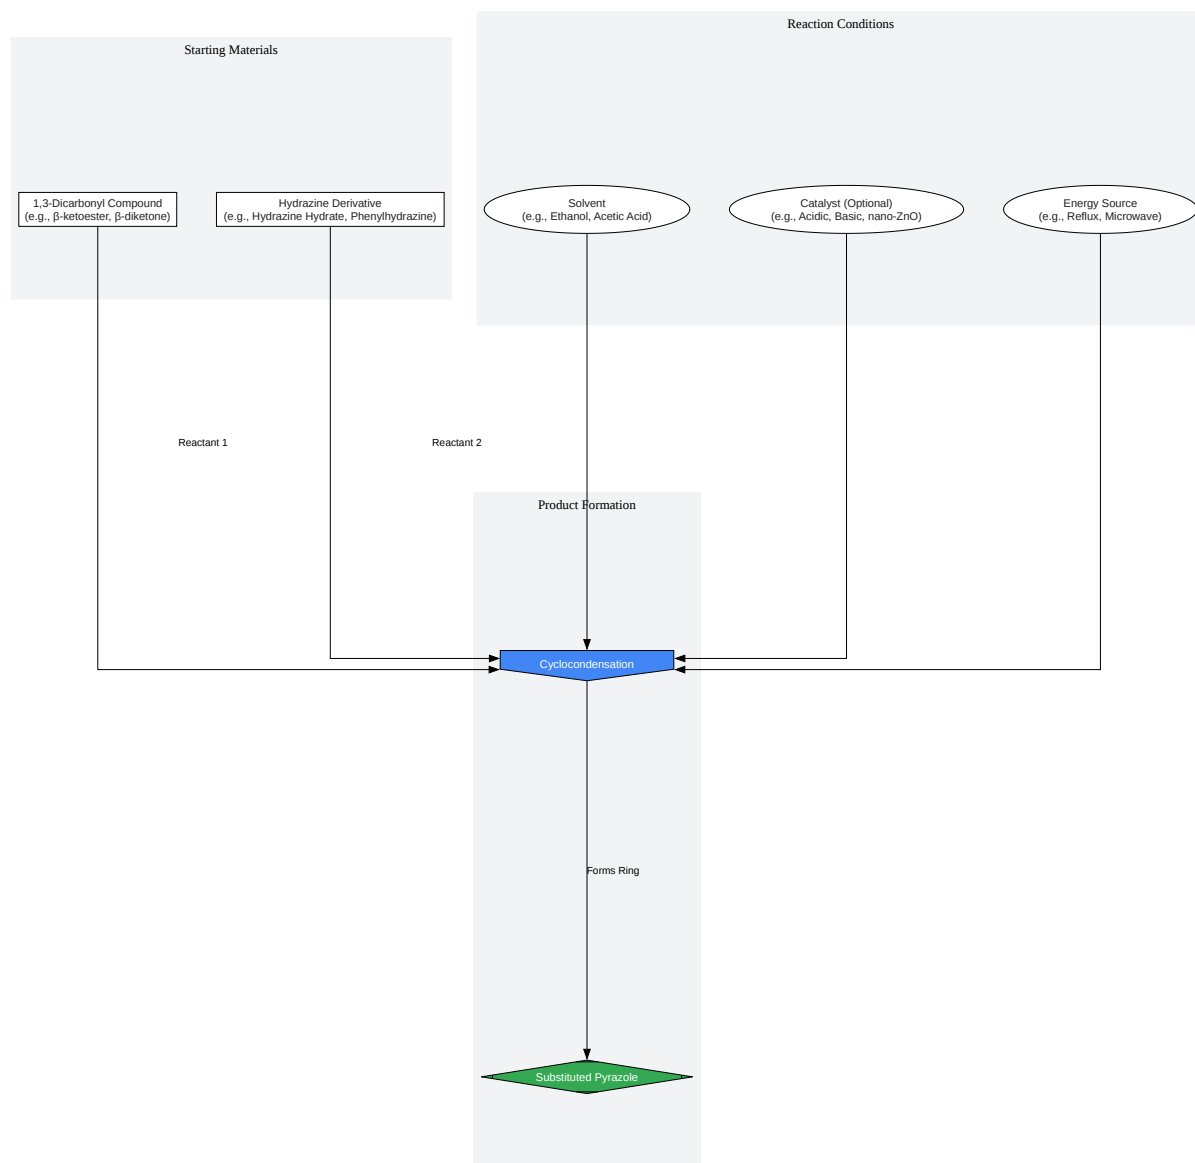 Reaction Conditions
Starting Materials
1,3-Dicarbonyl Compound
(e.g., β-ketoester, β-diketone)
Hydrazine Derivative
(e.g., Hydrazine Hydrate, Phenylhydrazine)
Solvent
(e.g., Ethanol, Acetic Acid)
Catalyst (Optional)
(e.g., Acidic, Basic, nano-ZnO)
Energy Source
(e.g., Reflux, Microwave)
Reactant 1
Reactant 2
Product Formation
Cyclocondensation
Forms Ring
Substituted Pyrazole